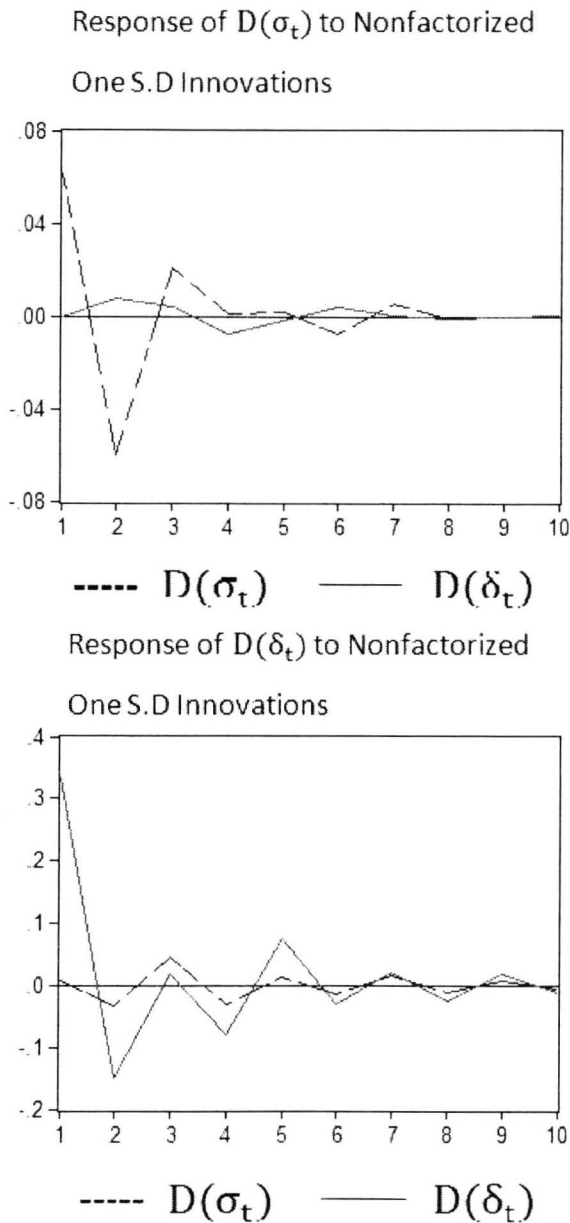 Response of D(σₜ) to Nonfactorized
One S.D Innovations
.08
.04
.00
-.04
-.08
1 2 3 4 5 6 7 8 9 10
D(σₜ) D(δₜ)
Response of D(δₜ) to Nonfactorized
One S.D Innovations
.4
.3
.2
.1
.0
-.1
-.2
1 2 3 4 5 6 7 8 9 10
D(σₜ) D(δₜ)